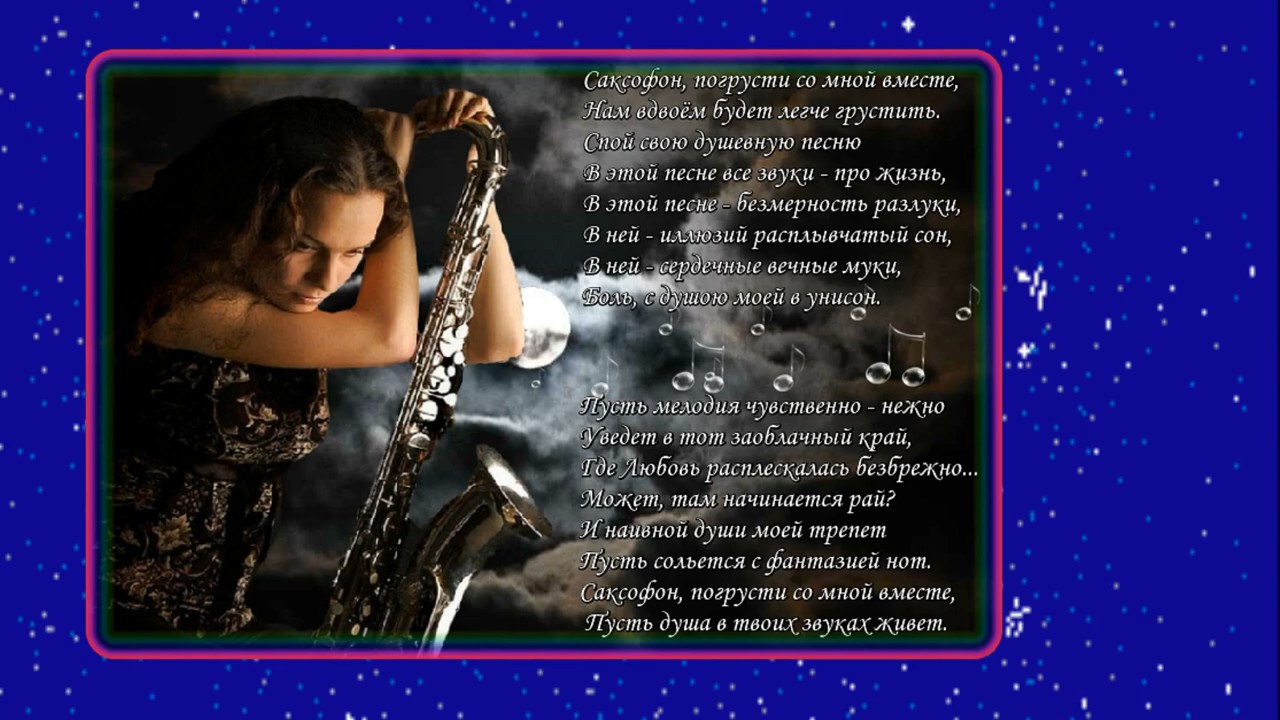 Саксофон, погрусти со мной вместе,
Нам вдвоём будет легче грустить.
Спой свою душевную песню
В этой песне все звуки - про жизнь,
В этой песне - безмерность разлуки,
В ней - иллюзий расплывчатый сон,
В ней - сердечные вечные муки,
Боль, с душою моей в унисон.
Пусть мелодия чувственно - нежно
Уведет в тот заоблачный край,
Где Любовь расплескалась безбрежно...
Может, там начинается рай?
И наивной души моей трепет
Пусть сольется с фантазией нот.
Саксофон, погрусти со мной вместе,
Пусть душа в твоих звуках живет.